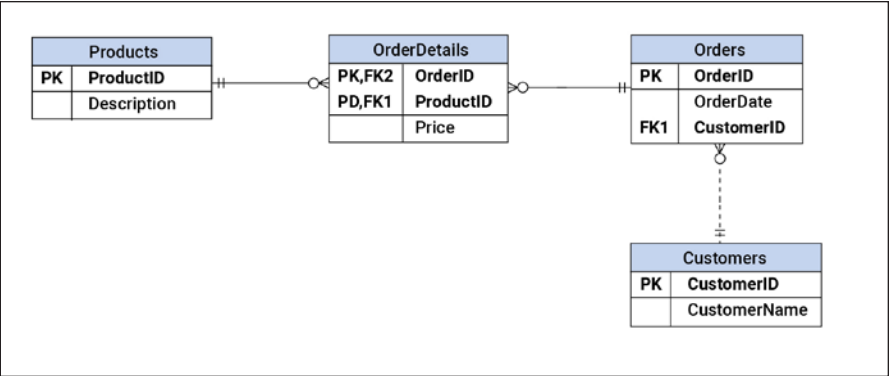 Products
PK ProductID
Description
OrderDetails
PK,FK2 OrderID
PD,FK1 ProductID
Price
Orders
PK OrderID
OrderDate
FK1 CustomerID
Customers
PK CustomerID
CustomerName